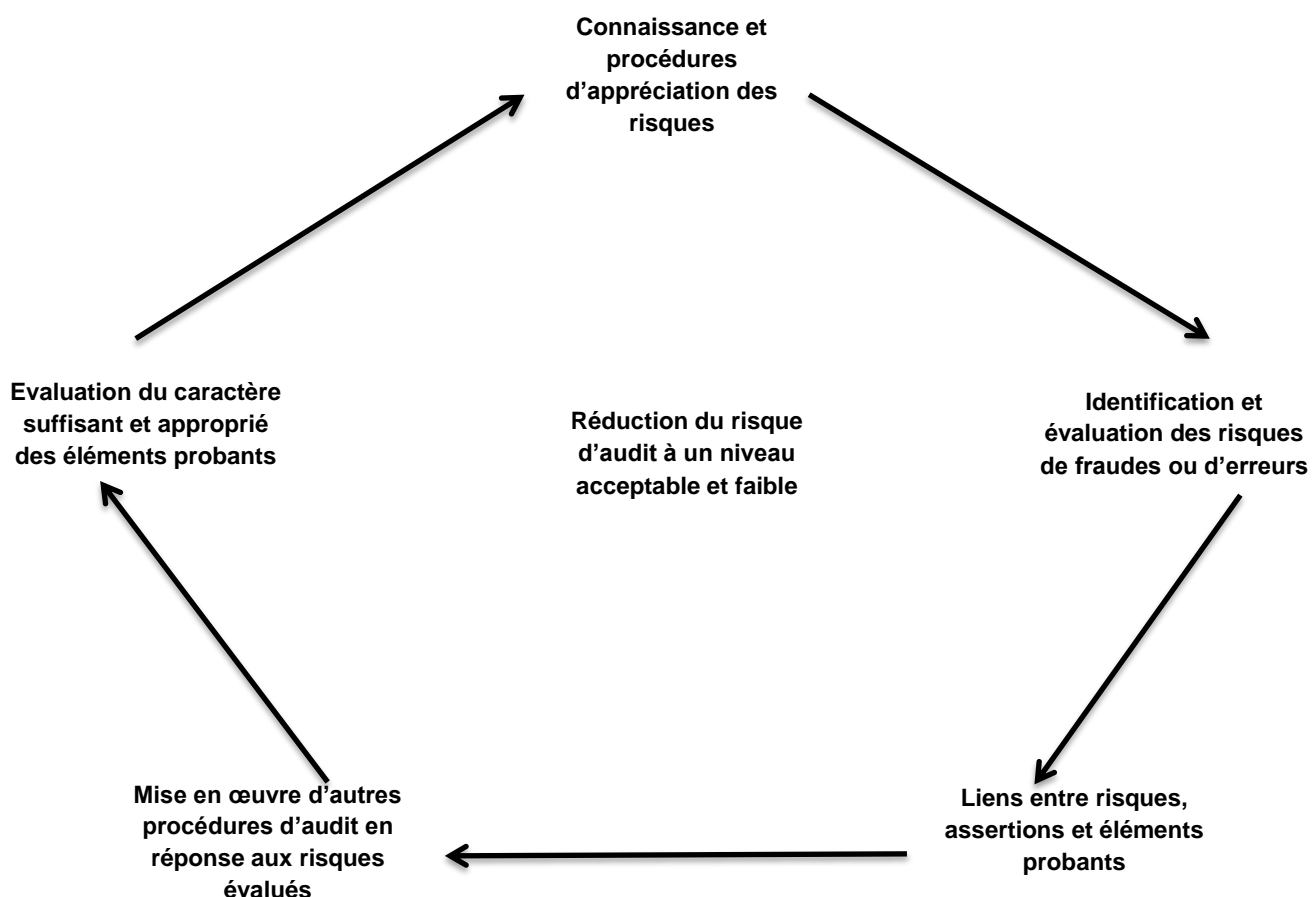 Connaissance et
procédures
d’appréciation des
risques
Identification et
évaluation des risques
de fraudes ou d’erreurs
Liens entre risques,
assertions et éléments
probants
Mise en œuvre d’autres
procédures d’audit en
réponse aux risques
évalués
Evaluation du caractère
suffisant et approprié
des éléments probants
Réduction du risque
d’audit à un niveau
acceptable et faible